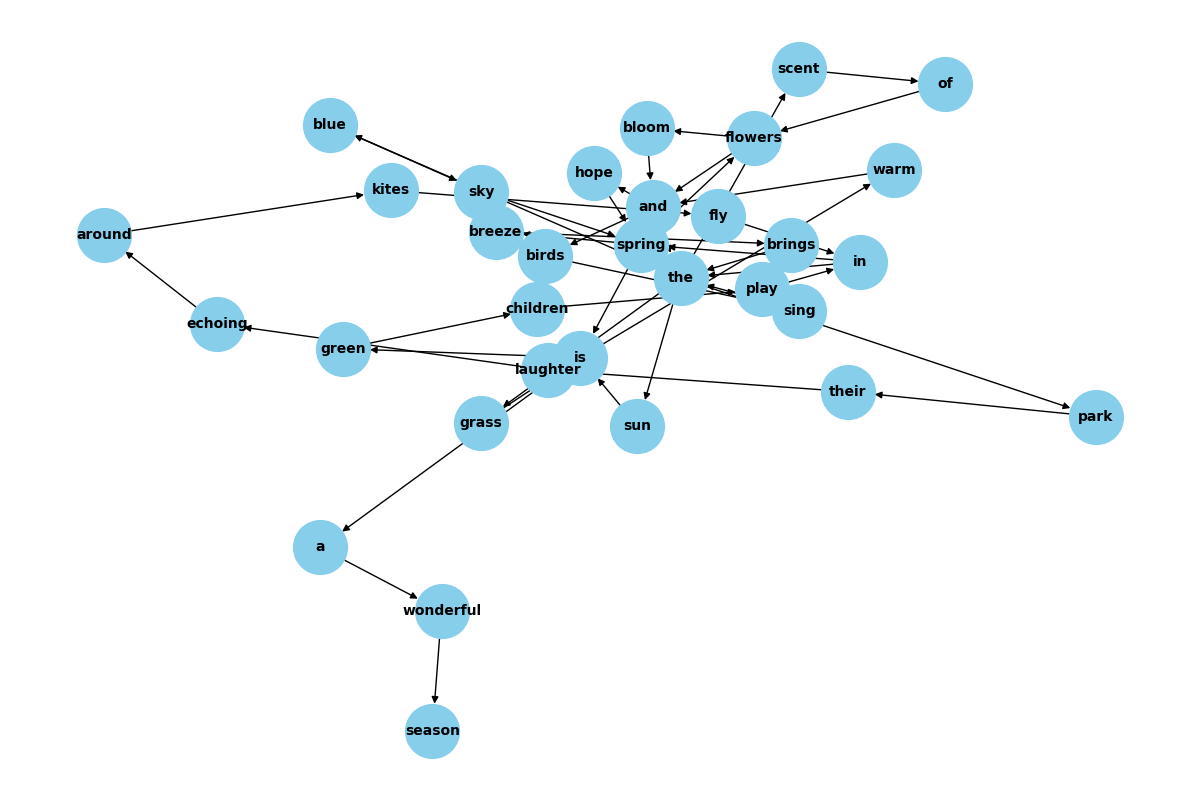 scent
of
blue
bloom
flowers
hope
warm
kites
sky
and
fly
around
breeze
spring
brings
birds
in
the
play
children
sing
echoing
green
is
laughter
their
grass
sun
park
a
wonderful
season